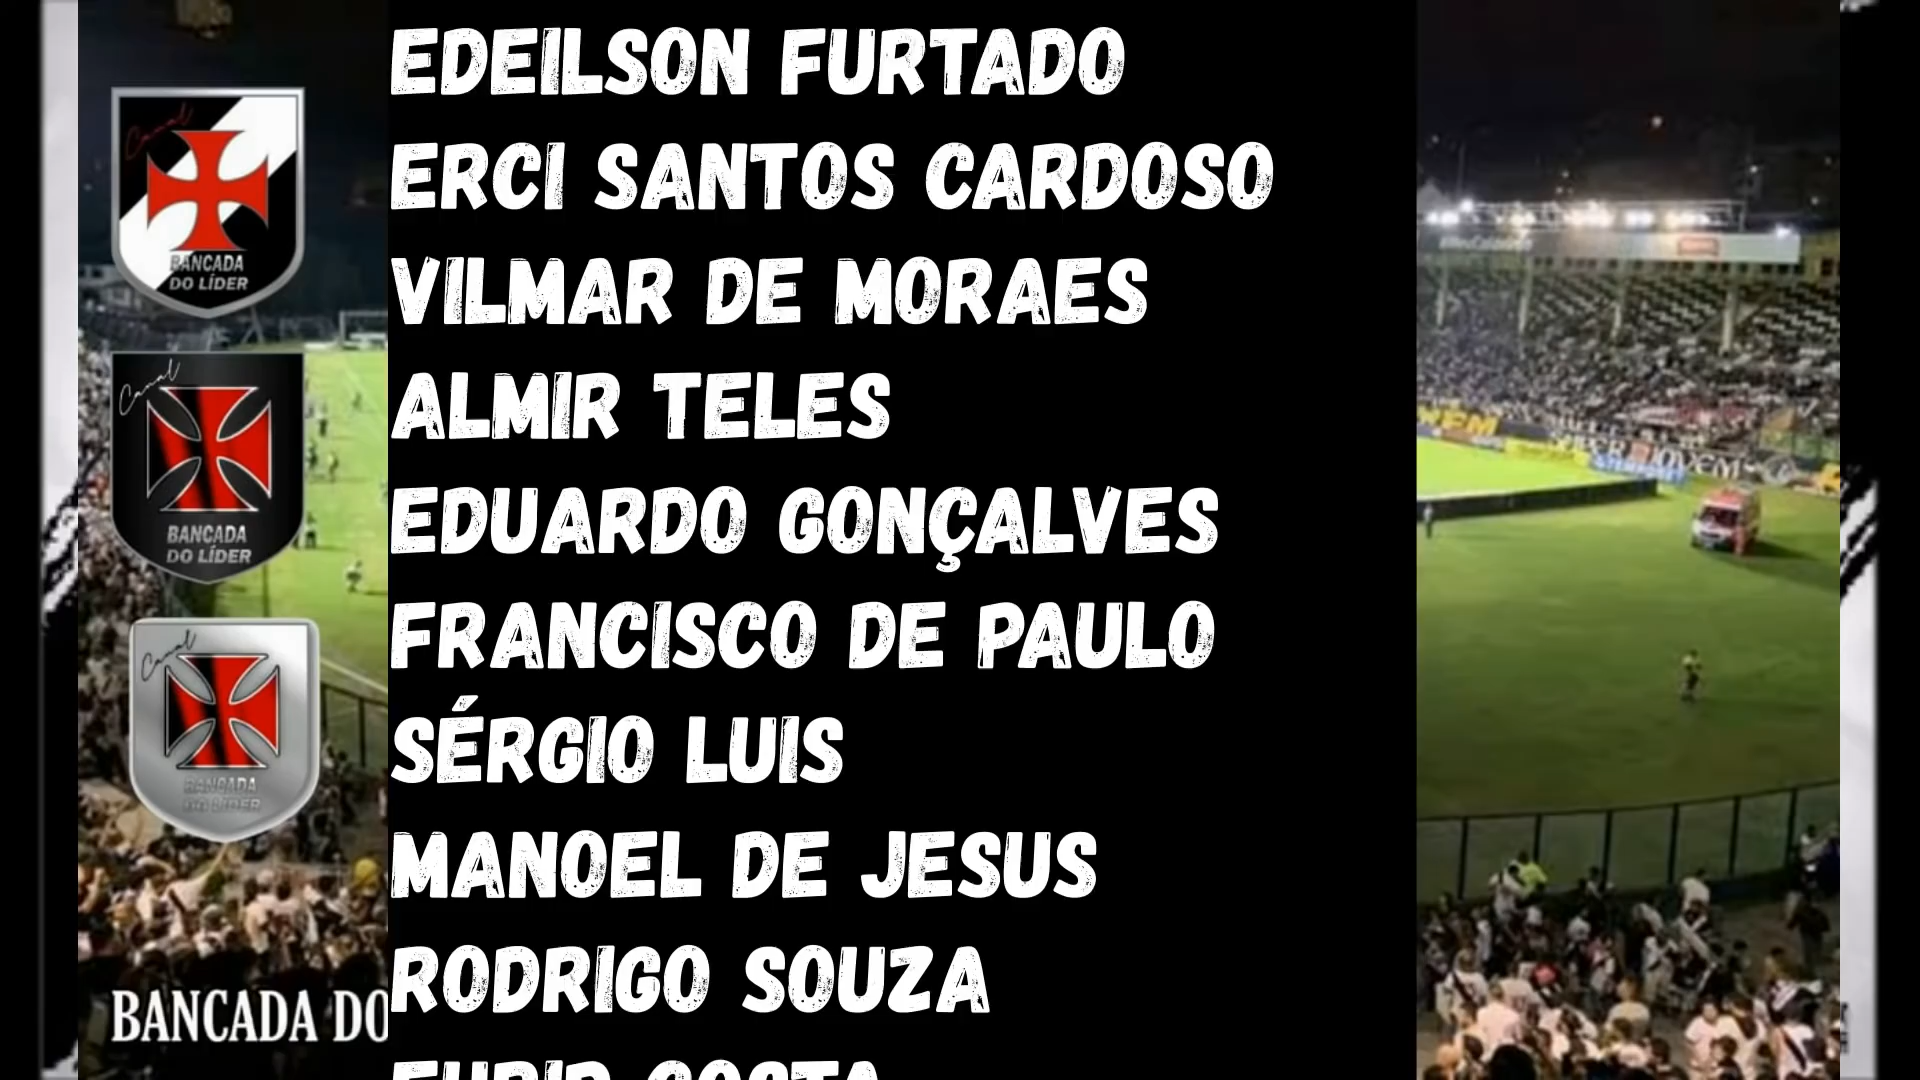 EDEILSON FURTADO
ERCI SANTOS CARDOSO
VILMAR DE MORAES
ALMIR TELES
EDUARDO GONÇALVES
FRANCISCO DE PAULO
SÉRGIO LUIS
MANOEL DE JESUS
RODRIGO SOUZA
Canal
BANCADA
DO LÍDER
Canal
BANCADA
DO LÍDER
Canal
BANCADA
DO LÍDER
BANCADA DO